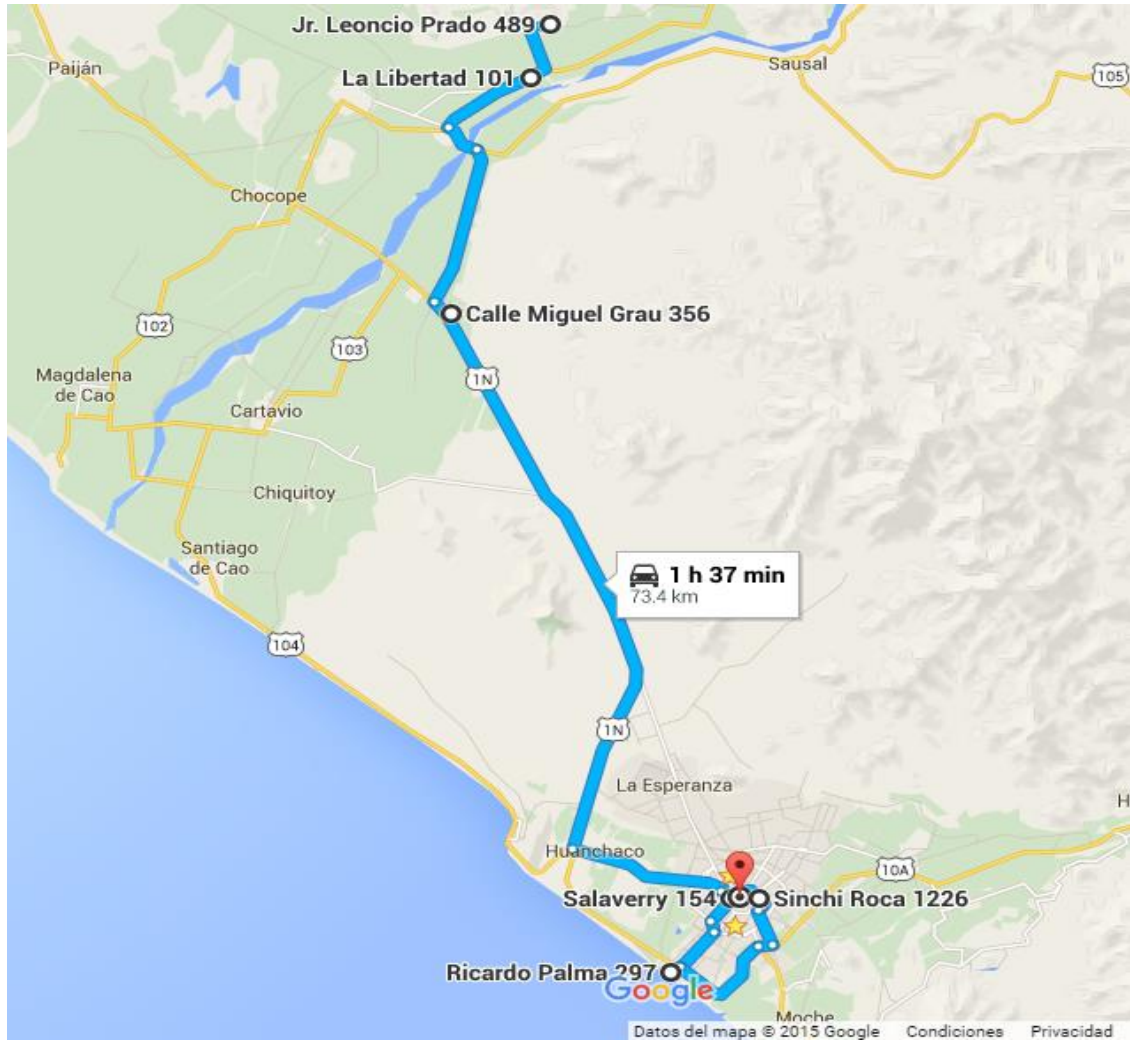 Jr. Leoncio Prado 489
Paiján
La Libertad 101
Sausal
105
Chocope
Calle Miguel Grau 356
102
103
1N
Magdalena
de Cao
Cartavio
Chiquitoy
Santiago
de Cao
1 h 37 min
73.4 km
104
1N
La Esperanza
H
Huanchaco
10A
Salaverry 154
Sinchi Roca 1226
Ricardo Palma 297
Google
Moche
Datos del mapa © 2015 Google Condiciones Privacidad